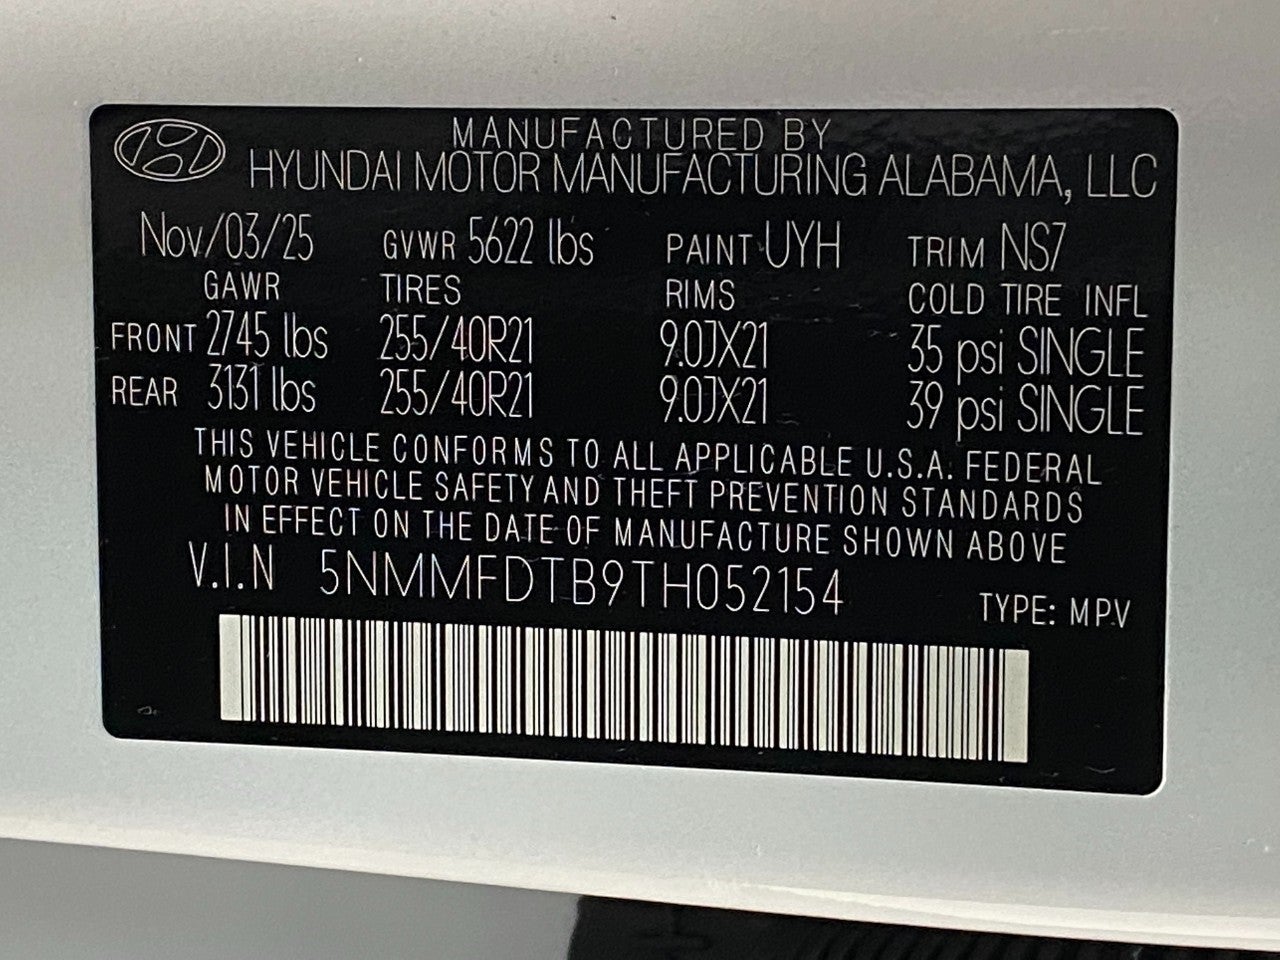 MANUFACTURED BY
HYUNDAI MOTOR MANUFACTURING ALABAMA, LLC
Nov/03/25 GVWR 5622 lbs PAINT UYH TRIM NS7
GAWR TIRES RIMS COLD TIRE INFL
FRONT 2745 lbs 255/40R21 9.0JX21 35 psi SINGLE
REAR 3131 lbs 255/40R21 9.0JX21 39 psi SINGLE
THIS VEHICLE CONFORMS TO ALL APPLICABLE U.S.A. FEDERAL
MOTOR VEHICLE SAFETY AND THEFT PREVENTION STANDARDS
IN EFFECT ON THE DATE OF MANUFACTURE SHOWN ABOVE
V.I.N 5NMMFDTB9TH052154 TYPE: MPV